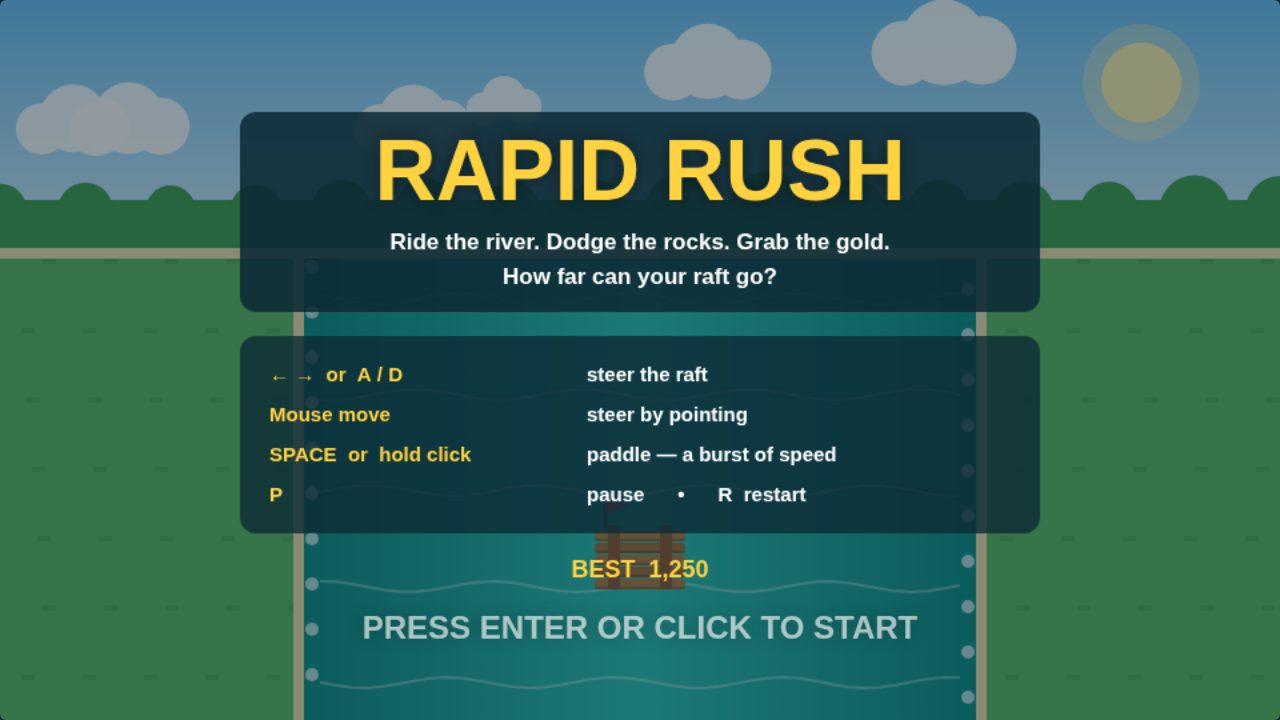 RAPID RUSH
Ride the river. Dodge the rocks. Grab the gold.
How far can your raft go?
← → or A / D steer the raft
Mouse move steer by pointing
SPACE or hold click paddle — a burst of speed
P pause • R restart
BEST 1,250
PRESS ENTER OR CLICK TO START